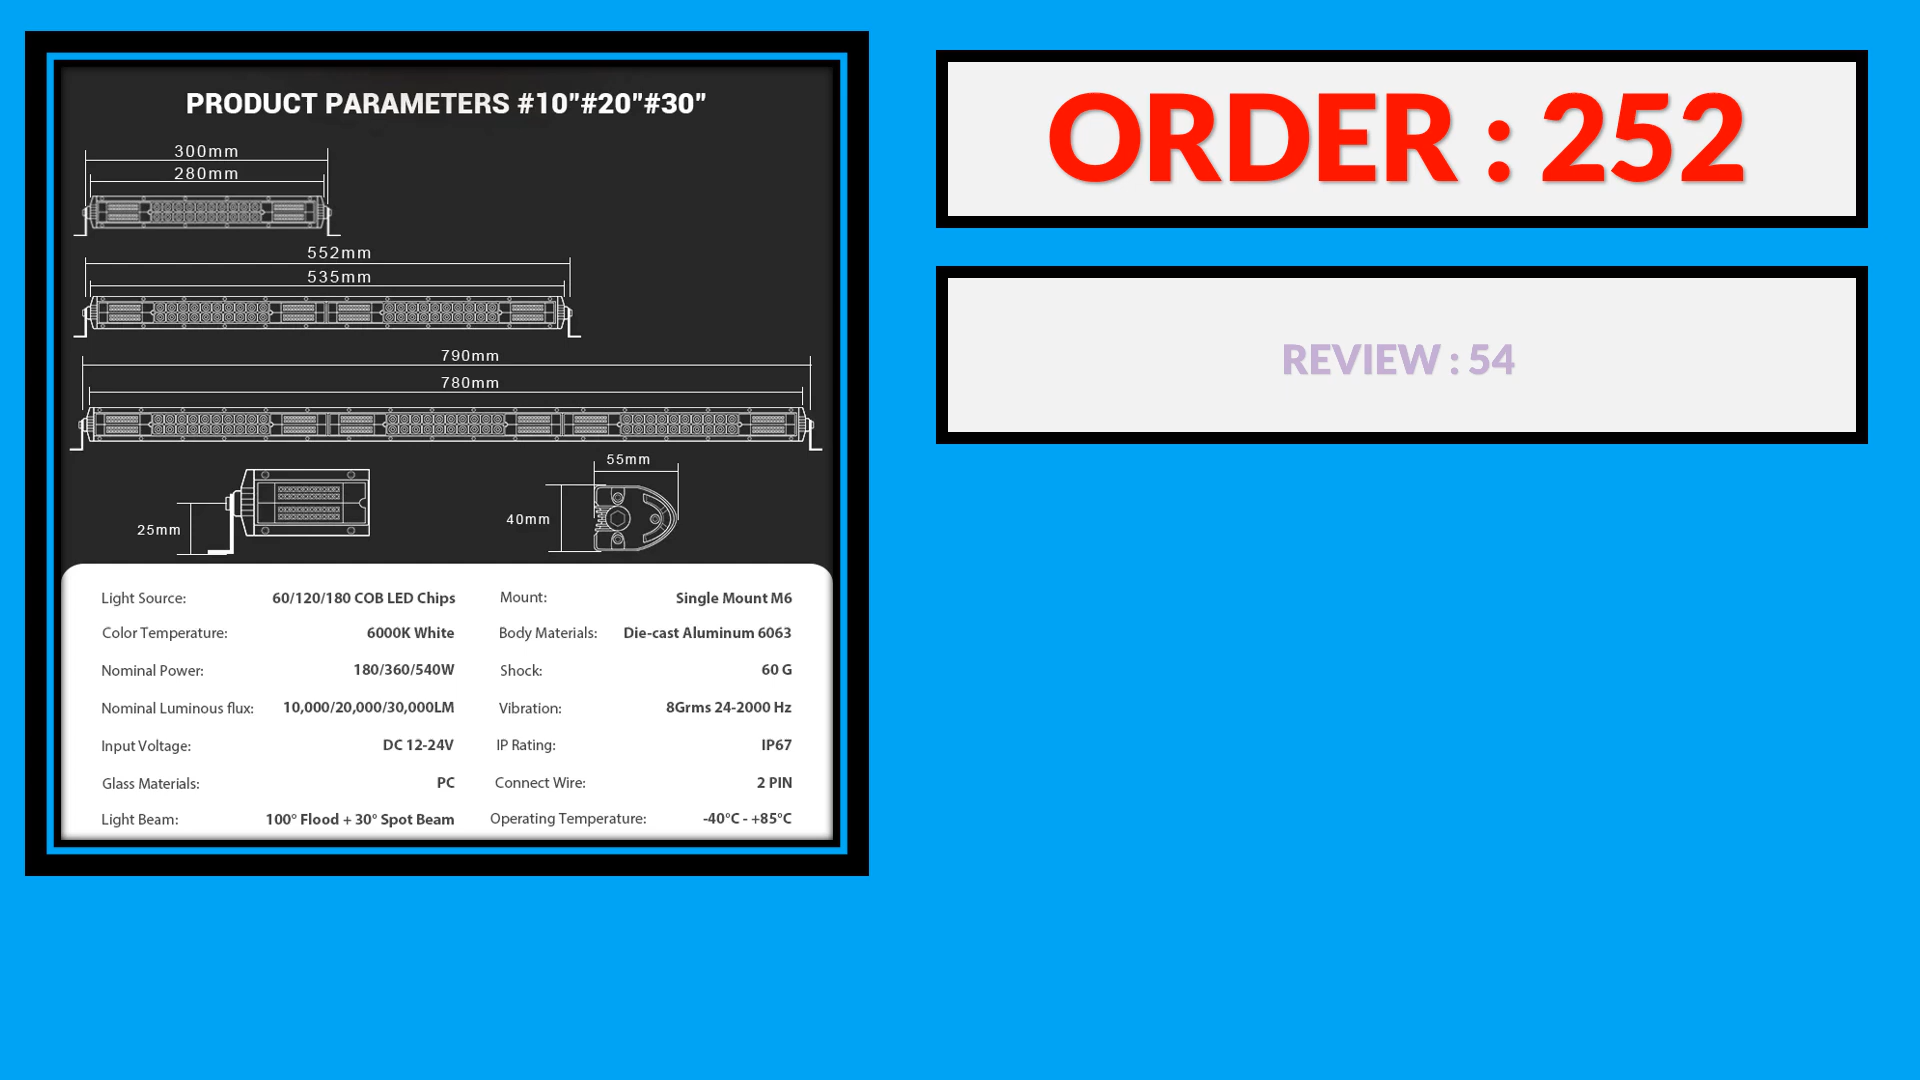 PRODUCT PARAMETERS #10"#20"#30"
300mm
280mm
552mm
535mm
790mm
780mm
55mm
40mm
25mm
Light Source: 60/120/180 COB LED Chips
Color Temperature: 6000K White
Nominal Power: 180/360/540W
Nominal Luminous flux: 10,000/20,000/30,000LM
Input Voltage: DC 12-24V
Glass Materials: PC
Light Beam: 100° Flood + 30° Spot Beam
Mount: Single Mount M6
Body Materials: Die-cast Aluminum 6063
Shock: 60 G
Vibration: 8Grms 24-2000 Hz
IP Rating: IP67
Connect Wire: 2 PIN
Operating Temperature: -40°C - +85°C
ORDER : 252
REVIEW : 54